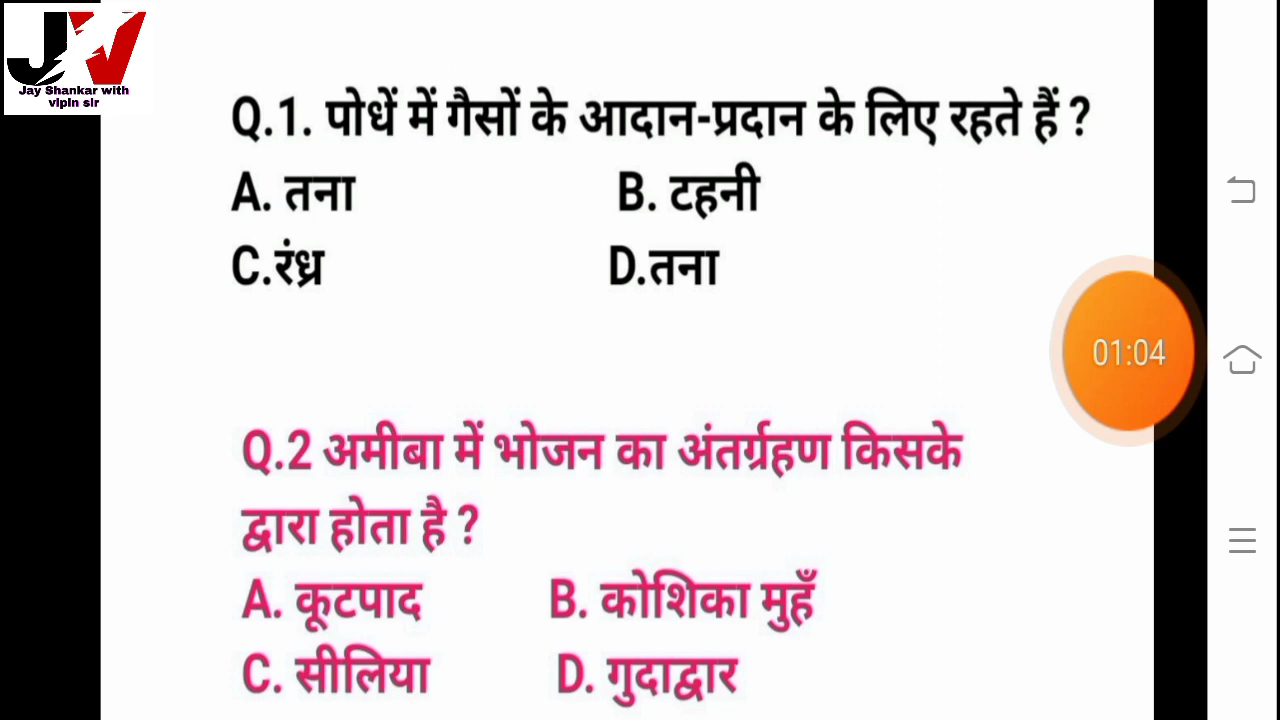 JV
Jay Shankar with
vipin sir
Q.1. पोधें में गैसों के आदान-प्रदान के लिए रहते हैं ?
A. तना B. टहनी
C.रंध्र D.तना
01:04
Q.2 अमीबा में भोजन का अंतर्ग्रहण किसके
द्वारा होता है ?
A. कूटपाद B. कोशिका मुहँ
C. सीलिया D. गुदाद्वार